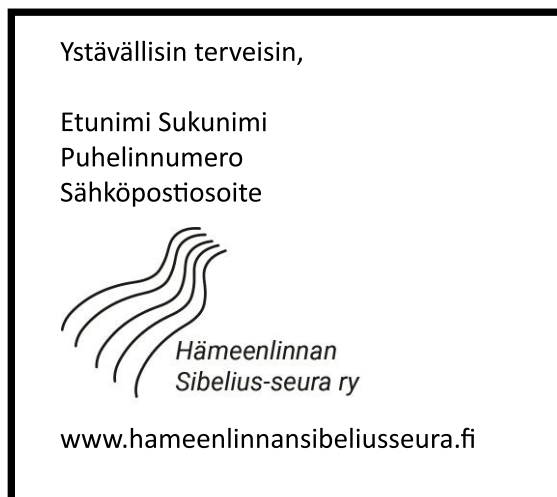 Ystävällisin terveisin,
Etunimi Sukunimi
Puhelinnumero
Sähköpostiosoite
Hämeenlinnan
Sibelius-seura ry
www.hameenlinnansibeliusseura.fi